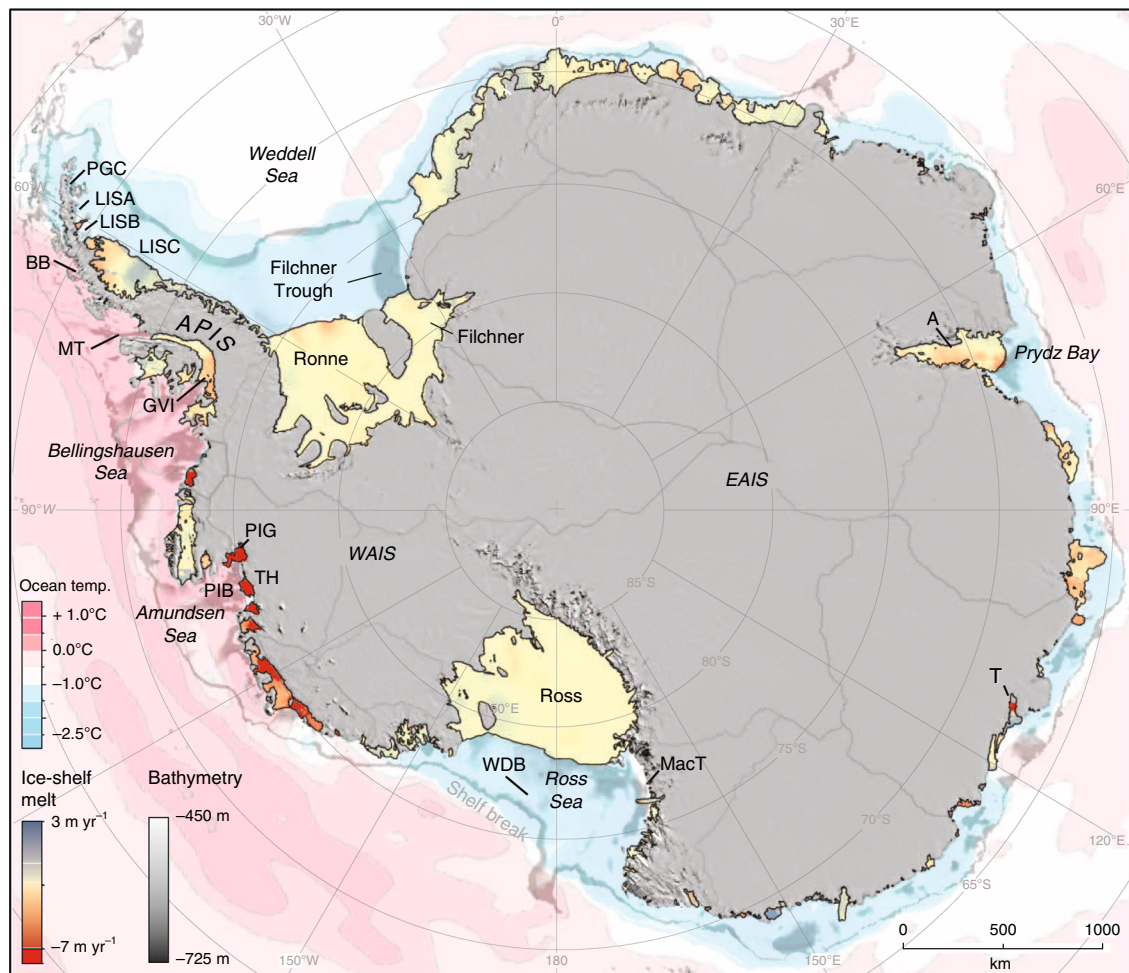 30°W
0°
30°E
Weddell
Sea
PGC
60°W
60°E
LISA
LISB
LISC
BB
Filchner
Trough
APIS
Filchner
A
MT
Ronne
Prydz Bay
GVI
Bellingshausen
Sea
EAIS
90°W
90°E
PIG
WAIS
TH
85°S
PIB
Ocean temp.
Amundsen
Sea
+ 1.0°C
0.0°C
–1.0°C
–2.5°C
80°S
T
Ross
75°S
WDB
Ross
Sea
MacT
Ice-shelf
melt
Bathymetry
Shelf break
3 m yr⁻¹
–450 m
70°S
120°E
65°S
–7 m yr⁻¹
–725 m
0 500 1000
km
150°W
180°W
150°E